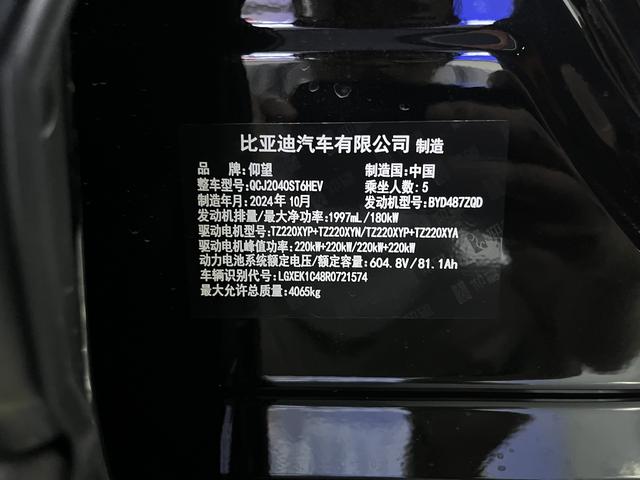 比亚迪汽车有限公司 制造
品 牌:仰望 制造国:中国
整车型号:QCJ2040ST6HEV 乘坐人数:5
制造年月:2024年10月 发动机型号:BYD487ZQD
发动机排量/最大净功率:1997mL/180kW
驱动电机型号:TZ220XYP+TZ220XYN/TZ220XYP+TZ220XYA
驱动电机峰值功率:220kW+220kW/220kW+220kW
动力电池系统额定电压/额定容量:604.8V/81.1Ah
车辆识别代号:LGXEK1C48R0721574
最大允许总质量:4065kg